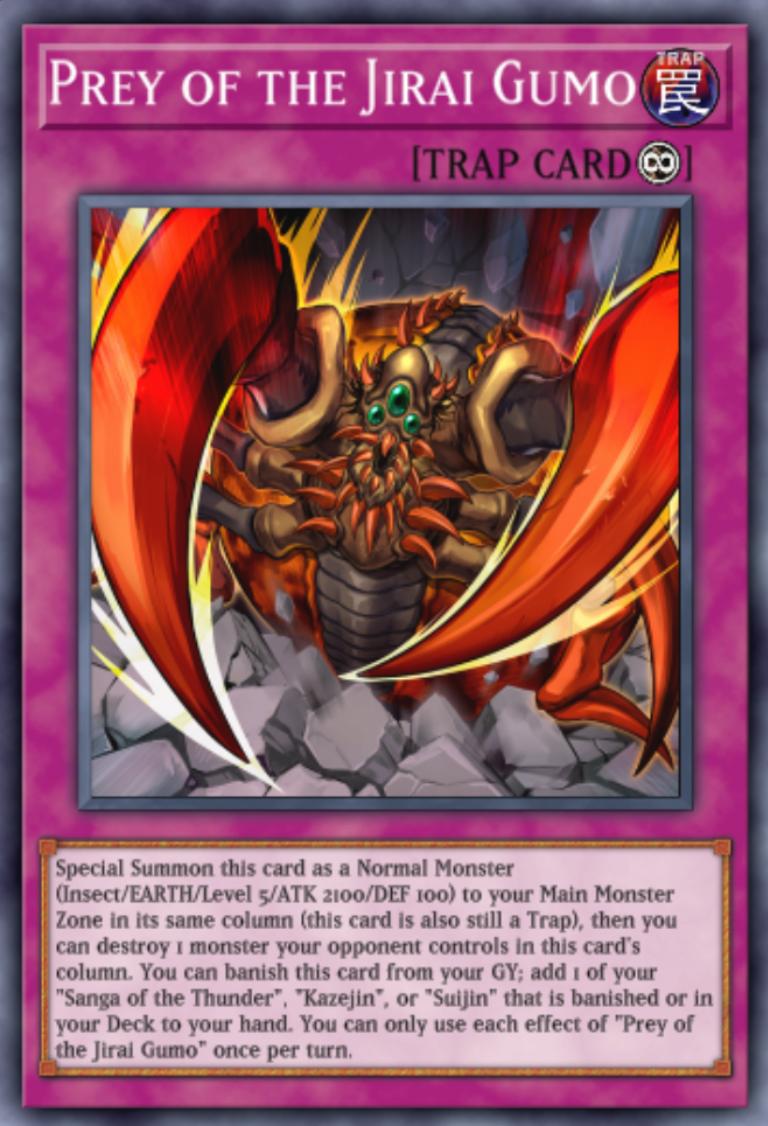 PREY OF THE JIRAI GUMO
TRAP
罠
[TRAP CARD]
Special Summon this card as a Normal Monster
(Insect/EARTH/Level 5/ATK 2100/DEF 100) to your Main Monster
Zone in its same column (this card is also still a Trap), then you
can destroy 1 monster your opponent controls in this card's
column. You can banish this card from your GY; add 1 of your
"Sanga of the Thunder", "Kazejin", or "Suijin" that is banished or in
your Deck to your hand. You can only use each effect of "Prey of
the Jirai Gumo" once per turn.